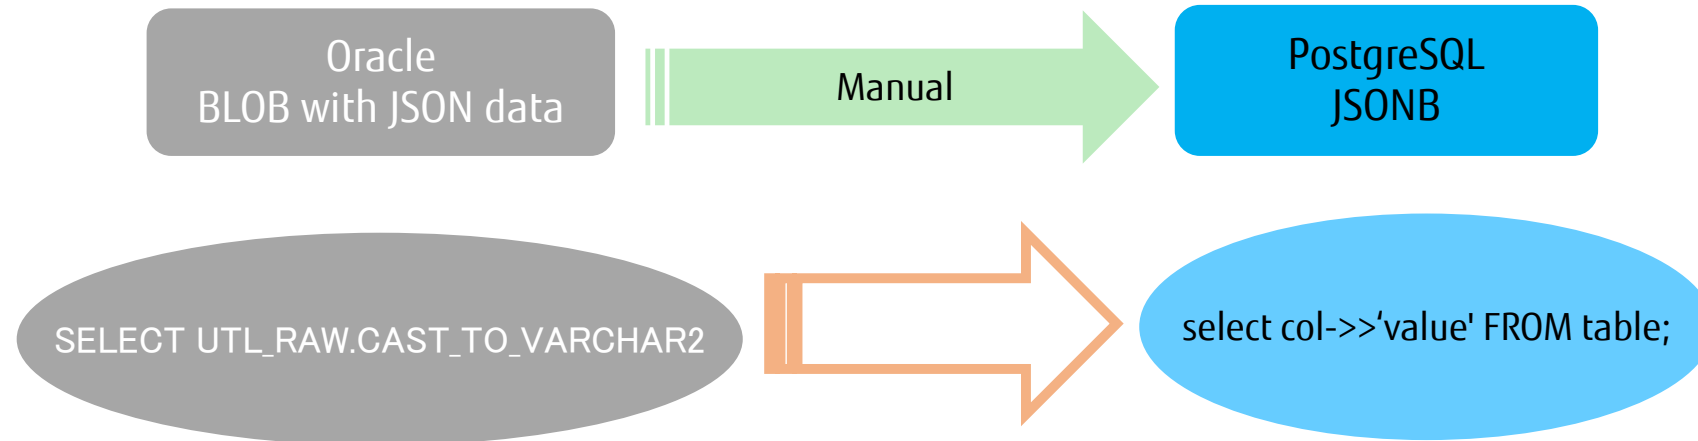 Oracle
BLOB with JSON data
Manual
PostgreSQL
JSONB
SELECT UTL_RAW.CAST_TO_VARCHAR2
select col->>‘value' FROM table;